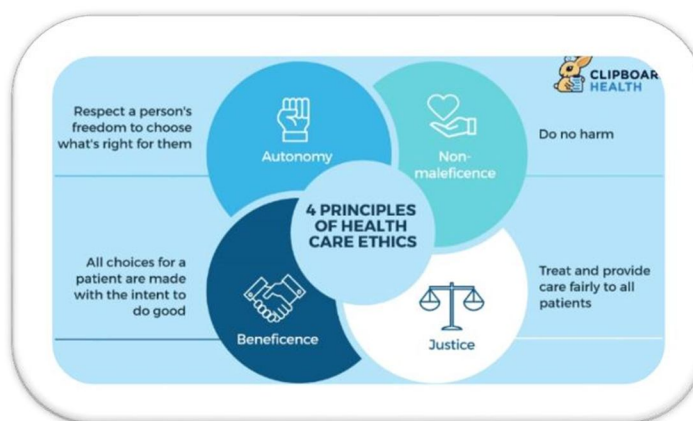 CLIPBOAR
HEALTH
Respect a person's
freedom to choose
what's right for them
Autonomy
Non-
maleficence
Do no harm
4 PRINCIPLES
OF HEALTH
CARE ETHICS
All choices for a
patient are made
with the intent to
do good
Beneficence
Justice
Treat and provide
care fairly to all
patients